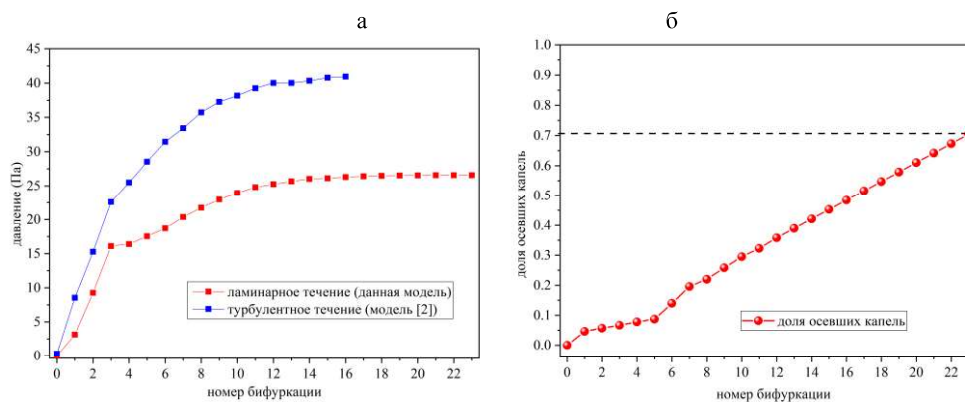 а
45
40
35
30
25
20
15
10
5
0
давление (Па)
ламинарное течение (данная модель)
турбулентное течение (модель [2])
0 2 4 6 8 10 12 14 16 18 20 22
номер бифуркации
б
1.0
0.9
0.8
0.7
0.6
0.5
0.4
0.3
0.2
0.1
0.0
доля осевших капель
доля осевших капель
0 2 4 6 8 10 12 14 16 18 20 22
номер бифуркации